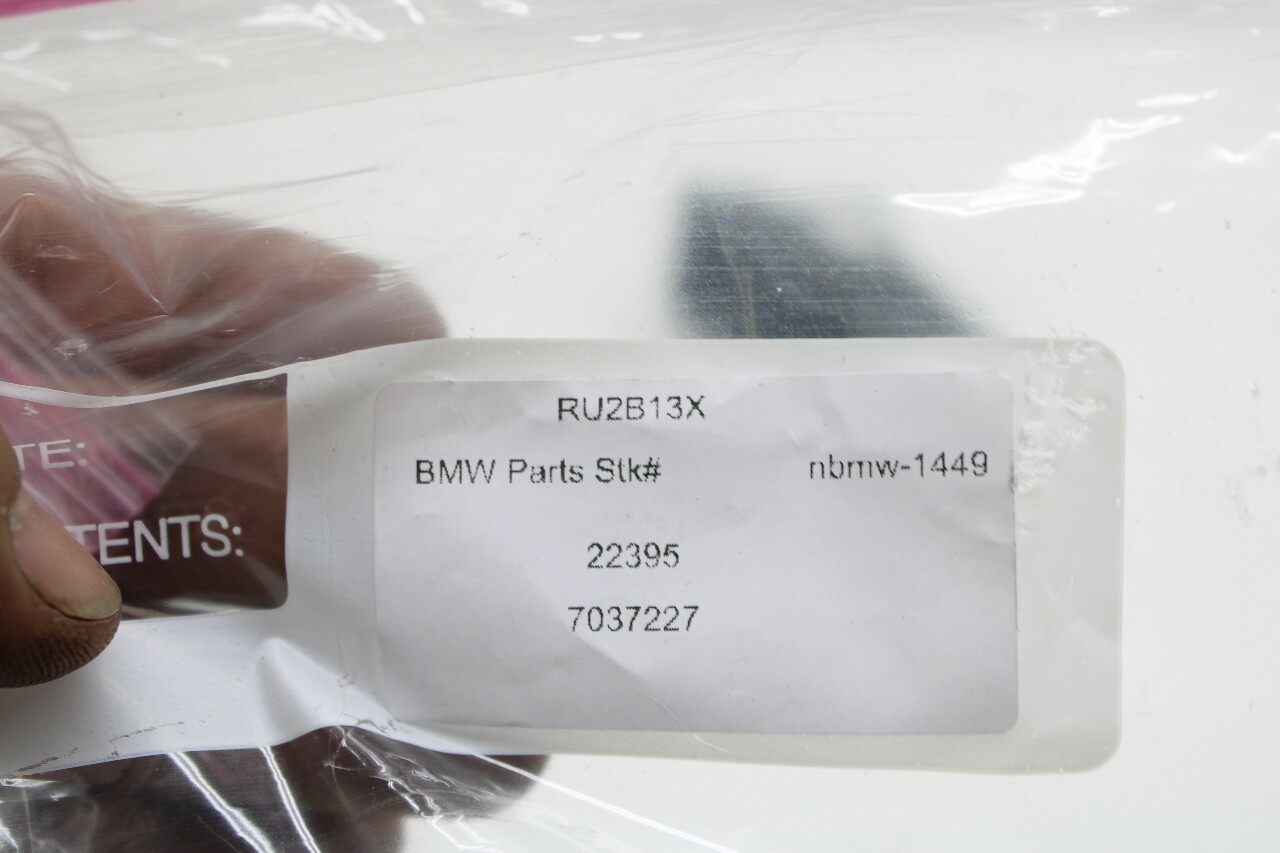 RU2B13X
BMW Parts Stk# nbmw-1449
22395
7037227
TE:
TENTS: